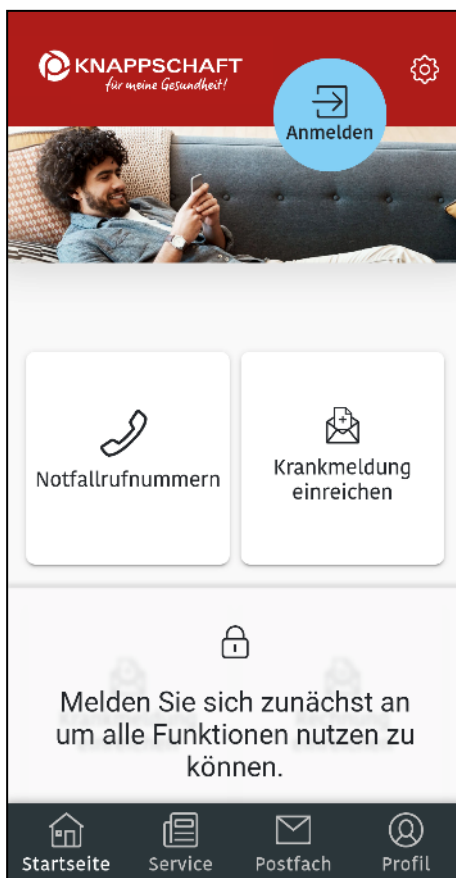 KNAPPSCHAFT
für meine Gesundheit!
Anmelden
Notfallrufnummern
Krankmeldung
einreichen
Melden Sie sich zunächst an
um alle Funktionen nutzen zu
können.
Startseite
Service
Postfach
Profil